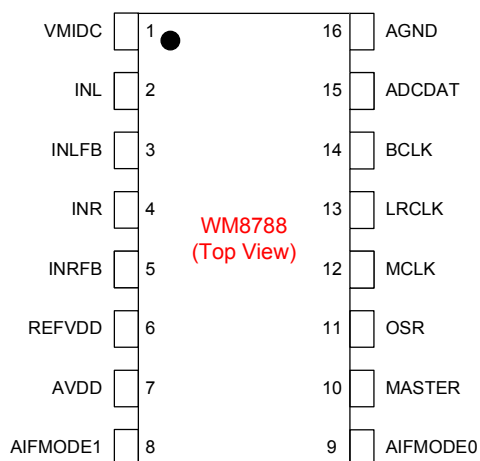 VMIDC 1 16 AGND
INL 2 15 ADCDAT
INLFB 3 14 BCLK
INR 4 13 LRCLK
WM8788
(Top View)
INRFB 5 12 MCLK
REFVDD 6 11 OSR
AVDD 7 10 MASTER
AIFMODE1 8 9 AIFMODE0